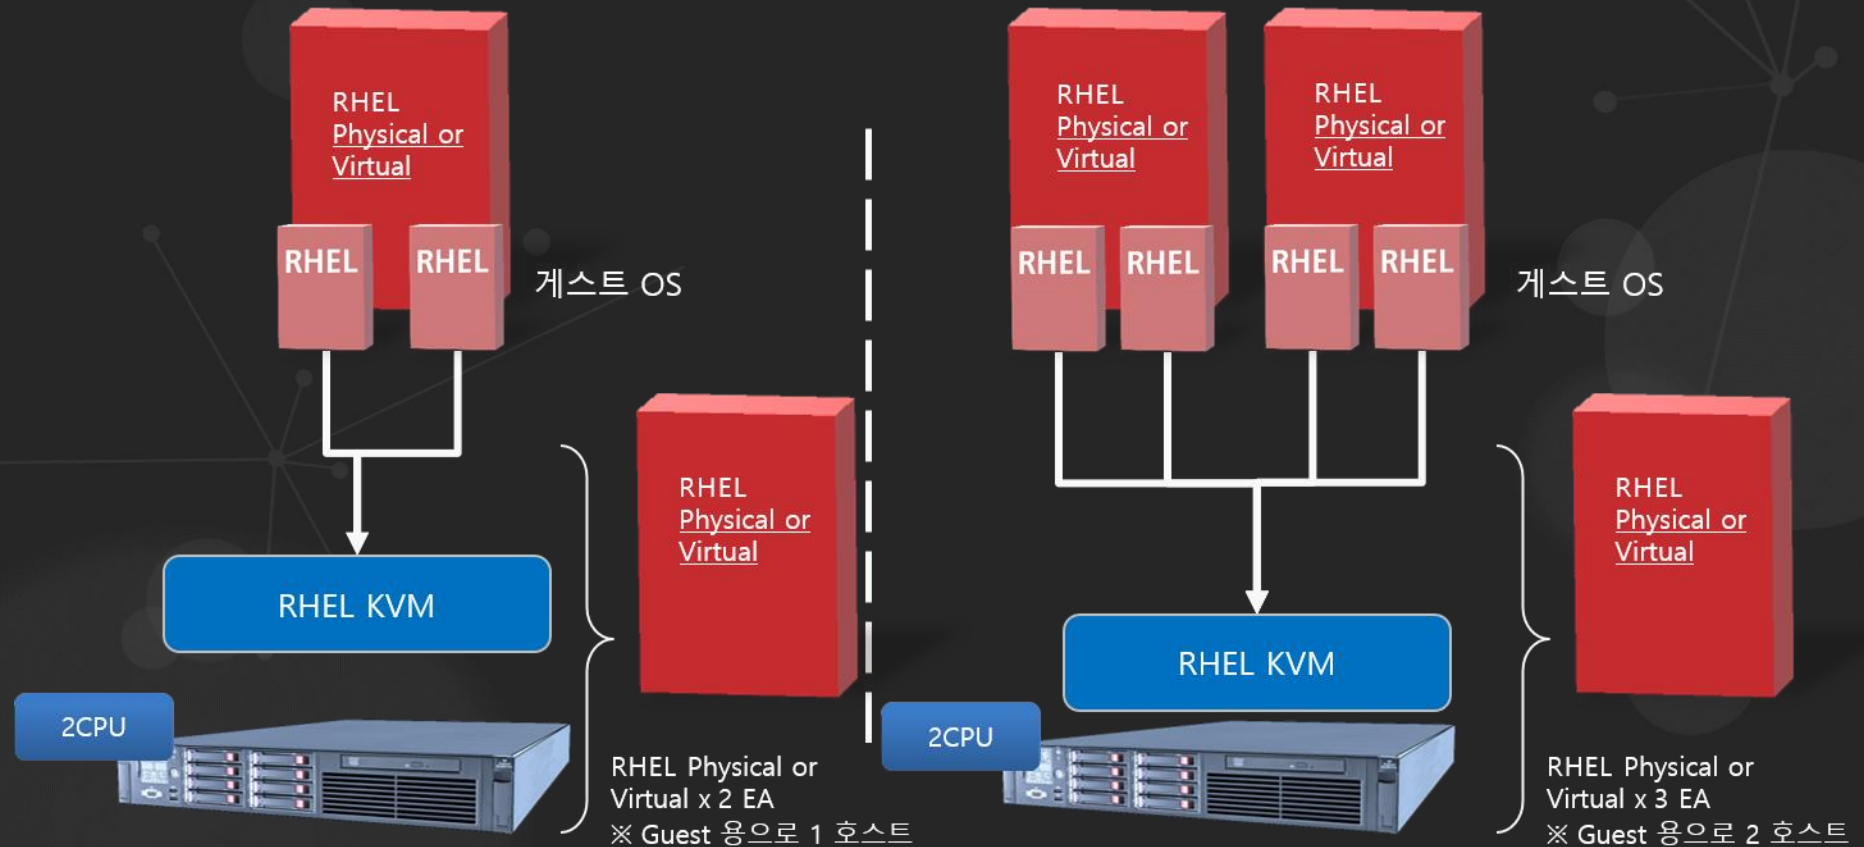 RHEL
Physical or
Virtual
RHEL
RHEL
게스트 OS
RHEL
Physical or
Virtual
RHEL KVM
2CPU
RHEL Physical or
Virtual x 2 EA
※ Guest 용으로 1 호스트
RHEL
Physical or
Virtual
RHEL
Physical or
Virtual
RHEL
RHEL
RHEL
RHEL
게스트 OS
RHEL
Physical or
Virtual
RHEL KVM
2CPU
RHEL Physical or
Virtual x 3 EA
※ Guest 용으로 2 호스트